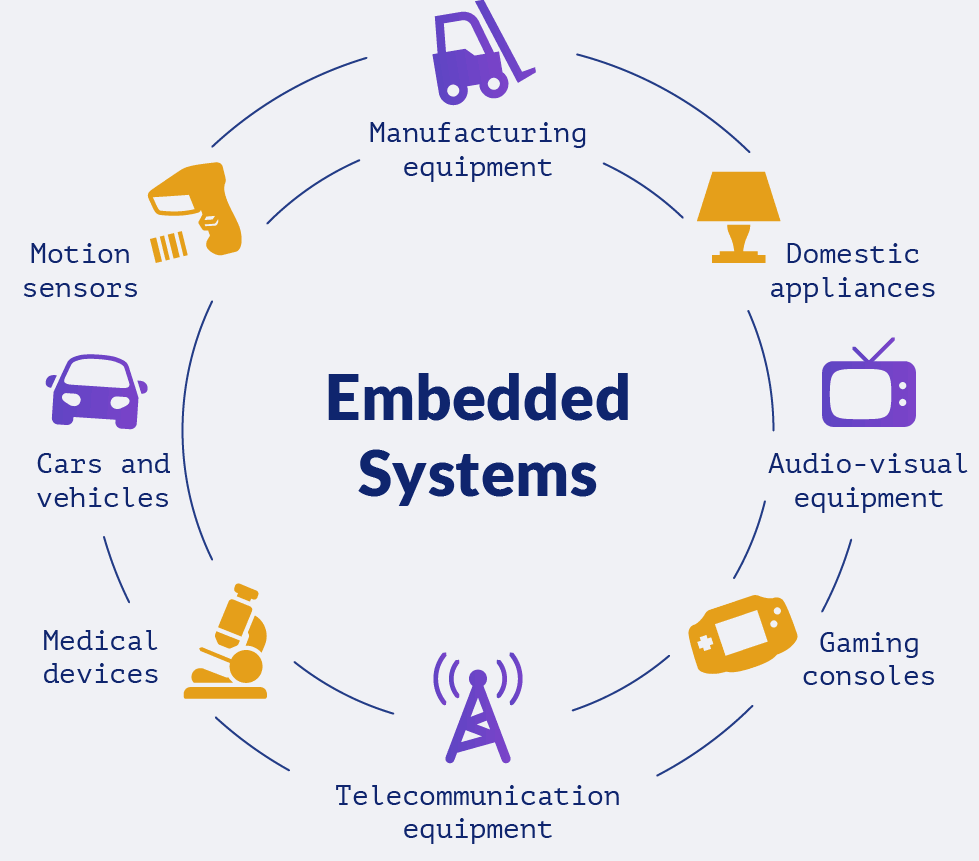 Manufacturing
equipment
Motion
sensors
Domestic
appliances
Embedded
Systems
Cars and
vehicles
Audio-visual
equipment
Medical
devices
Gaming
consoles
Telecommunication
equipment